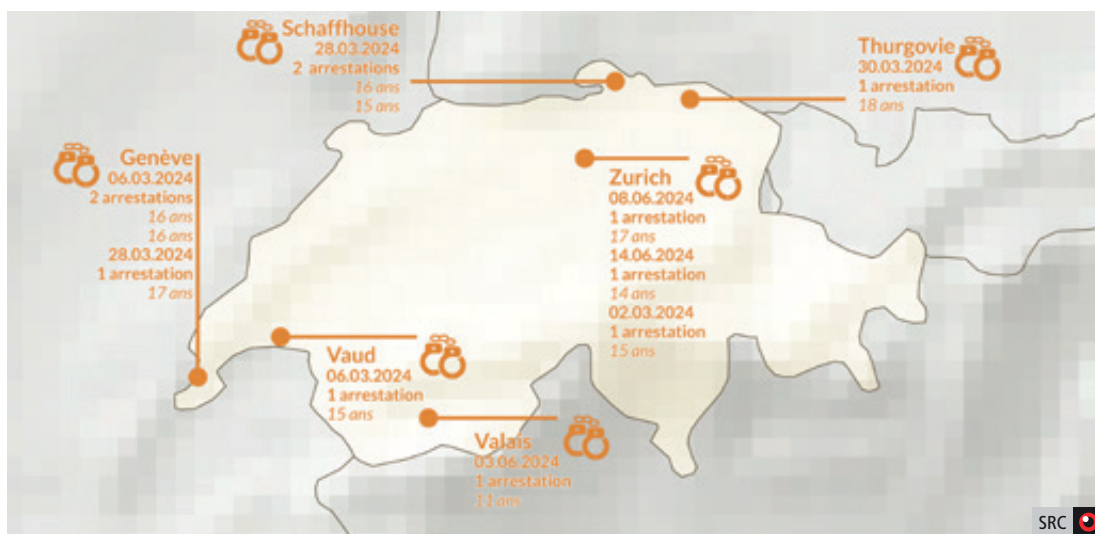 Schaffhouse
28.03.2024
2 arrestations
16 ans
15 ans
Thurgovie
30.03.2024
1 arrestation
18 ans
Genève
06.03.2024
2 arrestations
16 ans
16 ans
28.03.2024
1 arrestation
17 ans
Zurich
08.06.2024
1 arrestation
17 ans
14.06.2024
1 arrestation
14 ans
02.03.2024
1 arrestation
15 ans
Vaud
06.03.2024
1 arrestation
15 ans
Valais
03.06.2024
1 arrestation
11 ans
SRC